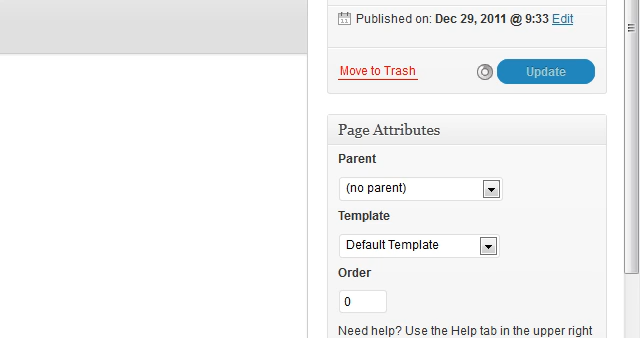 Published on: Dec 29, 2011 @ 9:33 Edit
Move to Trash
Update
Page Attributes
Parent
(no parent)
Template
Default Template
Order
0
Need help? Use the Help tab in the upper right